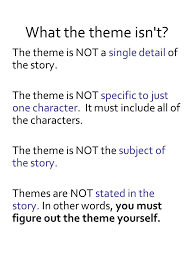 What the theme isn't?
The theme is NOT a single detail of
the story.
The theme is NOT specific to just
one character.  It must include all of
the characters.
The theme is NOT the subject of
the story.
Themes are NOT stated in the
story. In other words, you must
figure out the theme yourself.